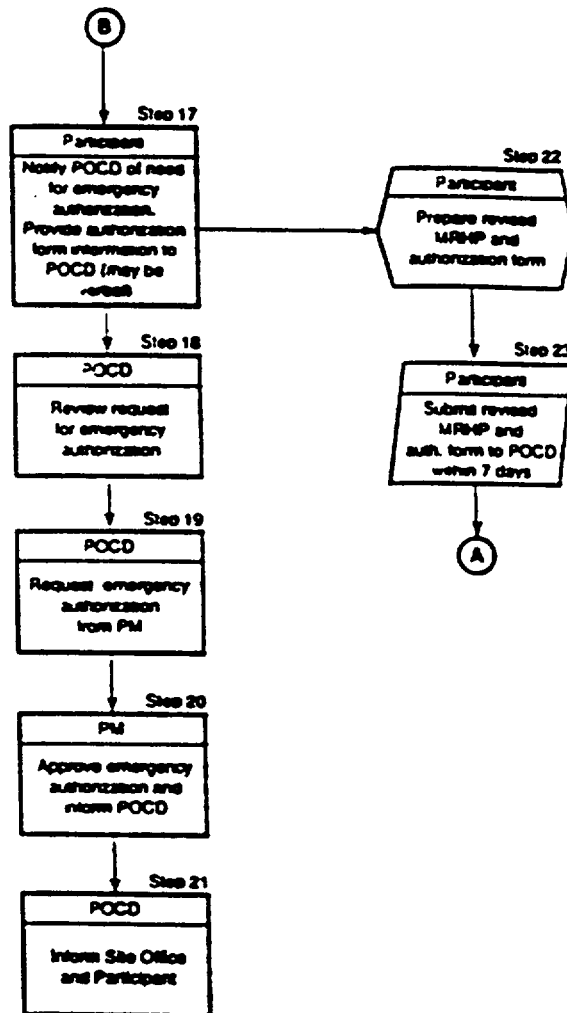 B
Step 17
Participant
Notify POCD of need
for emergency
authorization.
Provide authorization
form information to
POCD (may be
verbal)
Step 18
POCD
Review request
for emergency
authorization
Step 19
POCD
Request emergency
authorization
from PM
Step 20
PM
Approve emergency
authorization and
inform POCD
Step 21
POCD
Inform Site Office
and Participant
Step 22
Participant
Prepare revised
MRHP and
authorization form
Step 23
Participant
Submit revised
MRHP and
auth. form to POCD
within 7 days
A